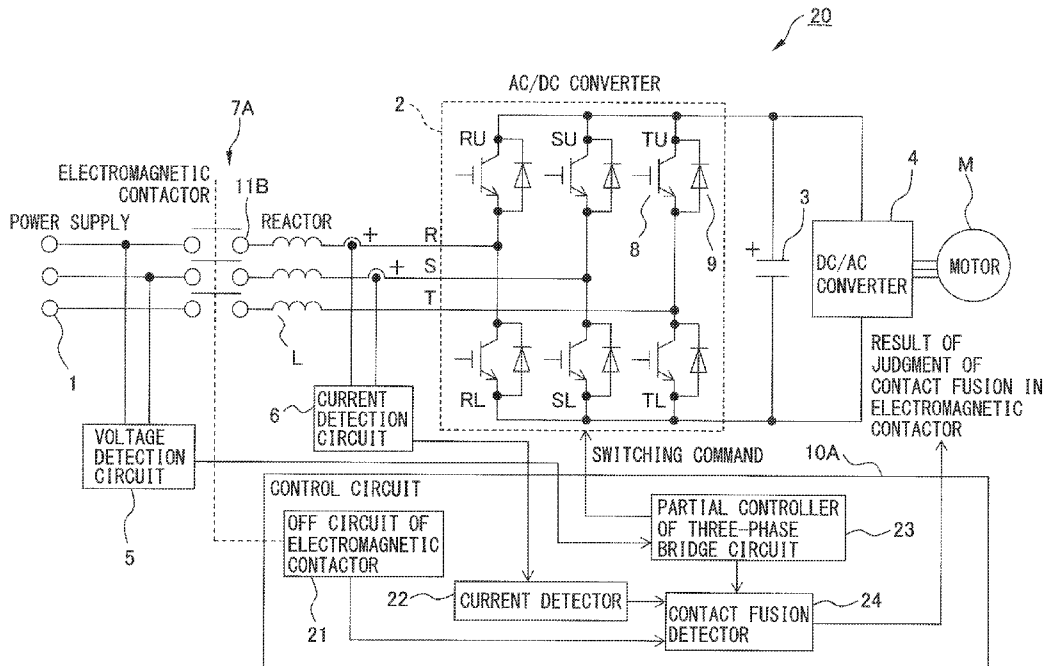 20
AC/DC CONVERTER
7A
2
RU
SU
TU
ELECTROMAGNETIC
CONTACTOR
11B
4
M
POWER SUPPLY
REACTOR
+
R
8
9
+
3
+
S
DC/AC
CONVERTER
MOTOR
T
1
L
RL
SL
TL
RESULT OF
JUDGMENT OF
CONTACT FUSION IN
ELECTROMAGNETIC
CONTACTOR
6
CURRENT
DETECTION
CIRCUIT
VOLTAGE
DETECTION
CIRCUIT
5
SWITCHING COMMAND
10A
CONTROL CIRCUIT
OFF CIRCUIT OF
ELECTROMAGNETIC
CONTACTOR
21
PARTIAL CONTROLLER
OF THREE-PHASE
BRIDGE CIRCUIT
23
22
CURRENT DETECTOR
CONTACT FUSION
DETECTOR
24